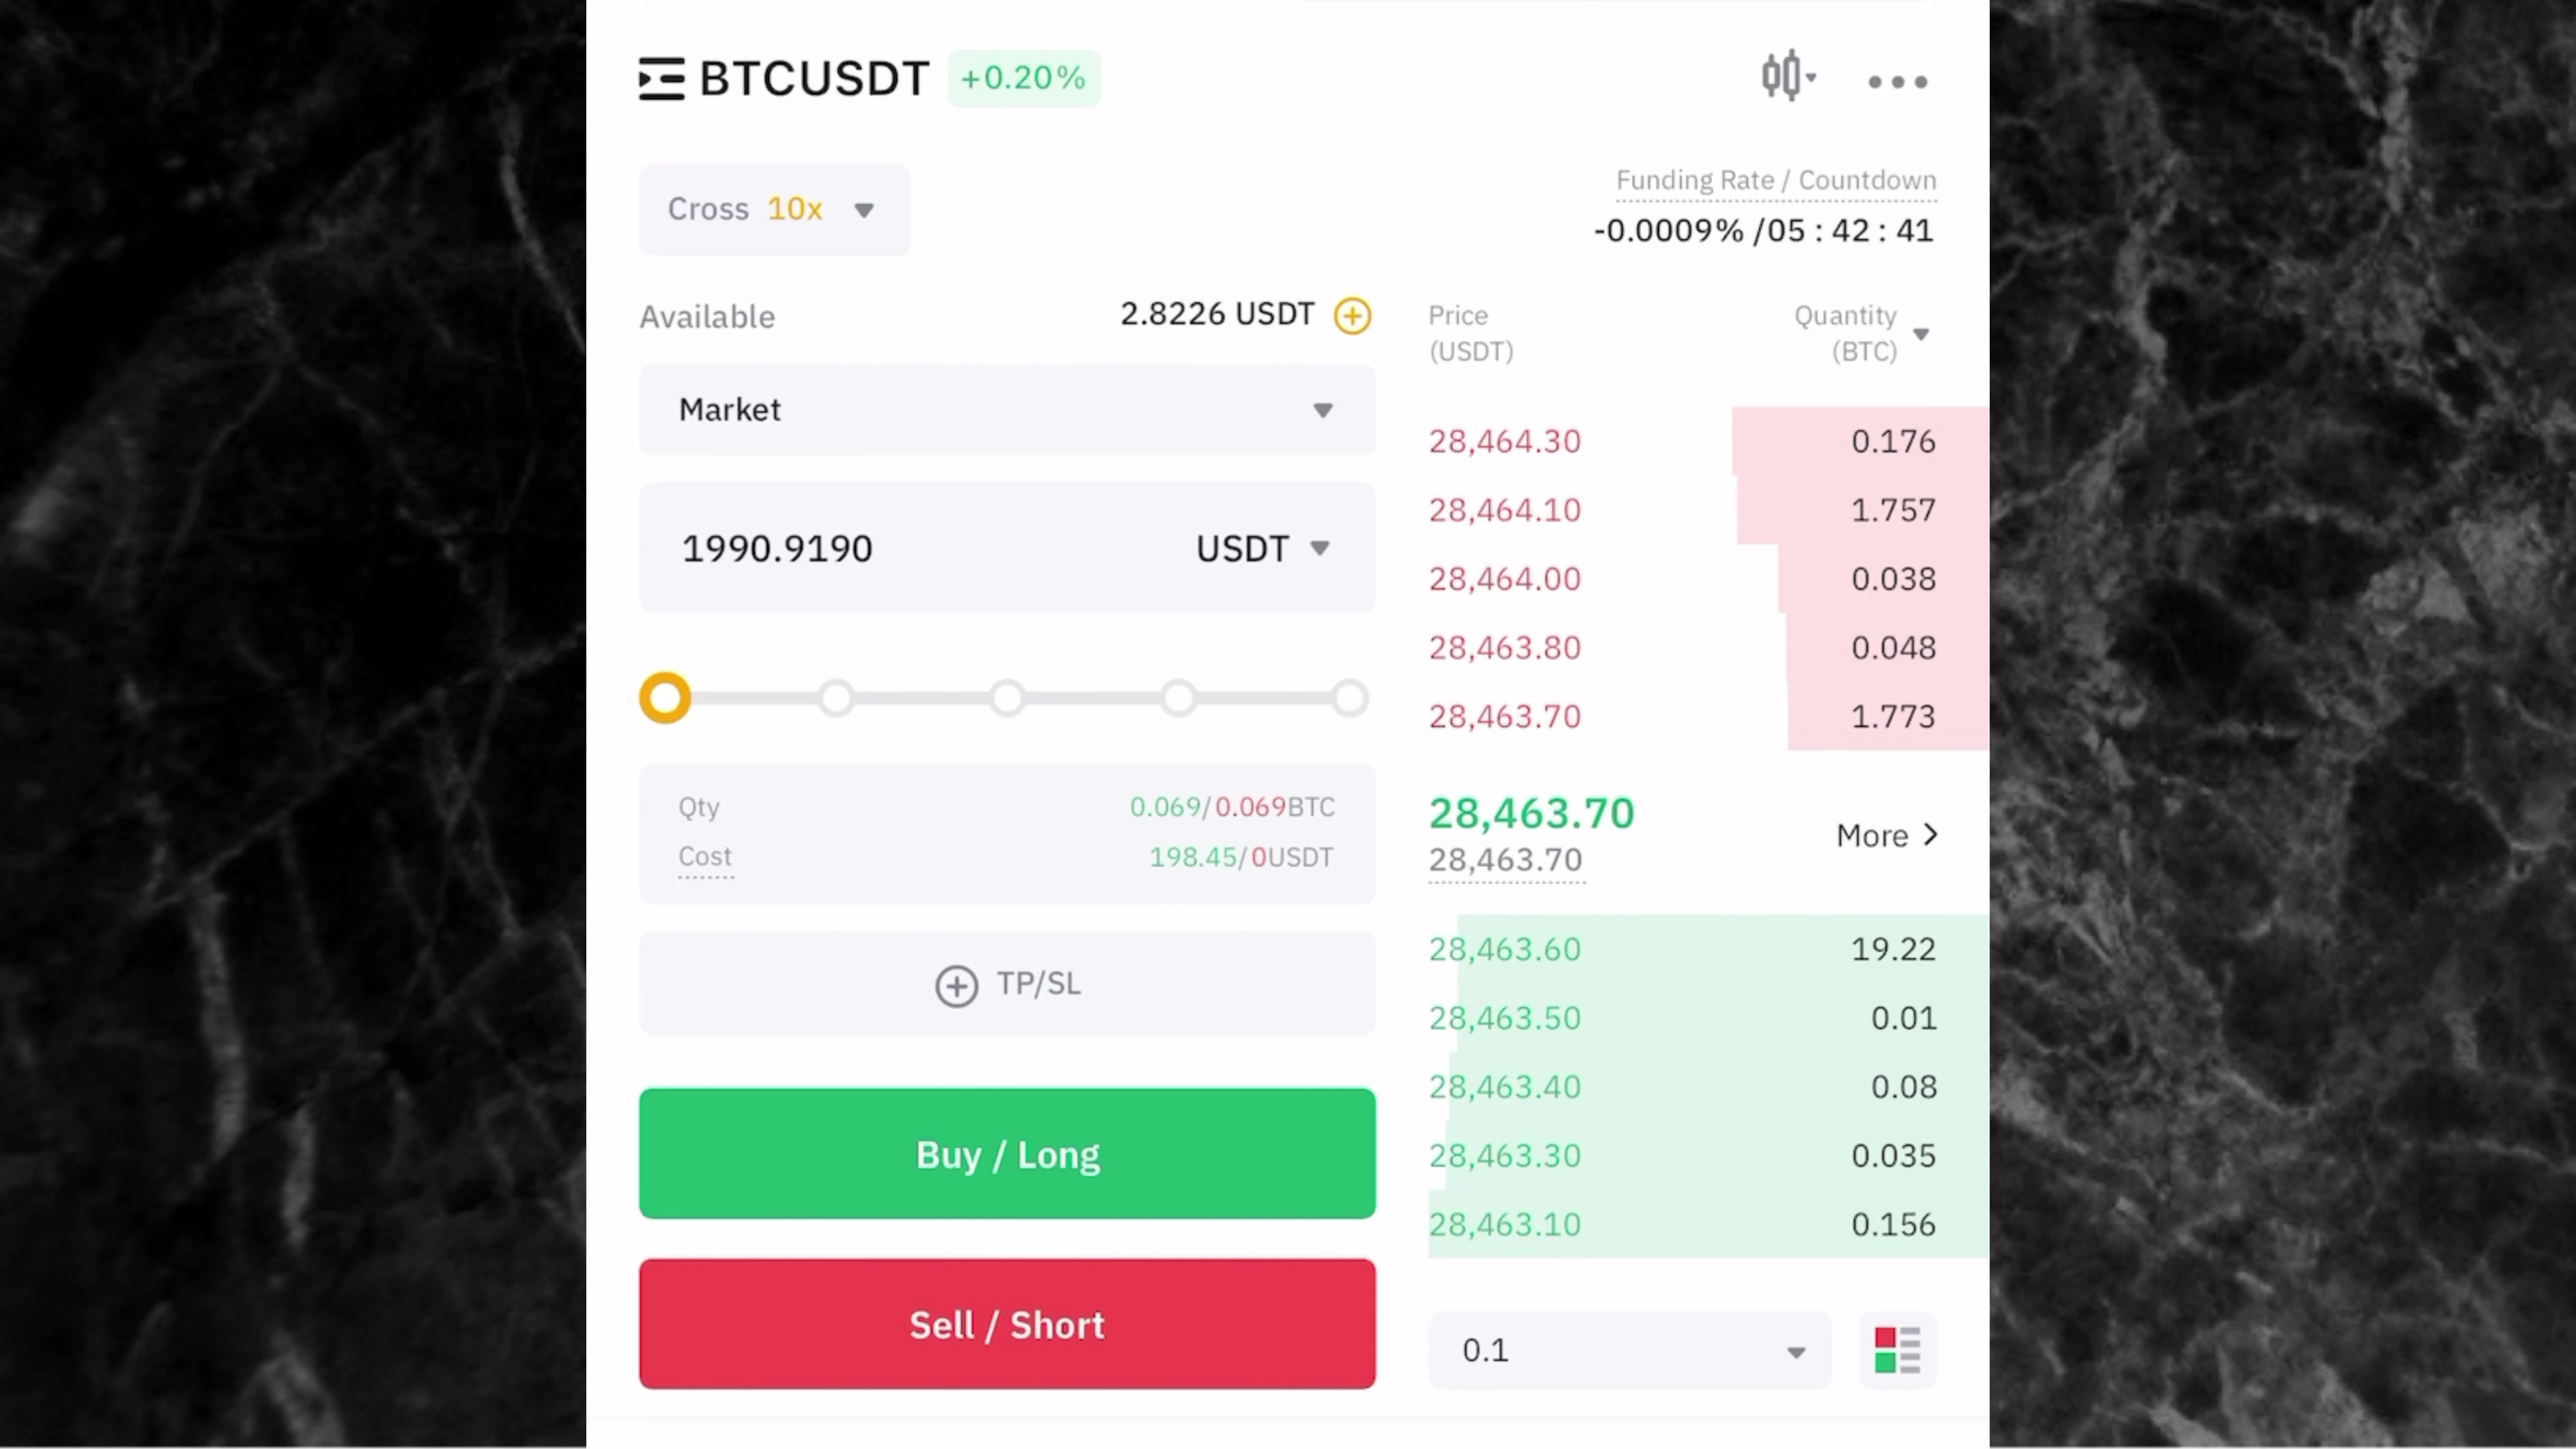 BTCUSDT +0.20%
Cross 10x
Funding Rate / Countdown
-0.0009% /05 : 42 : 41
Available 2.8226 USDT
Market
1990.9190 USDT
Qty 0.069/0.069BTC
Cost 198.45/0USDT
TP/SL
Buy / Long
Sell / Short
Price (USDT) Quantity (BTC)
28,464.30 0.176
28,464.10 1.757
28,464.00 0.038
28,463.80 0.048
28,463.70 1.773
28,463.70
28,463.70
More
28,463.60 19.22
28,463.50 0.01
28,463.40 0.08
28,463.30 0.035
28,463.10 0.156
0.1